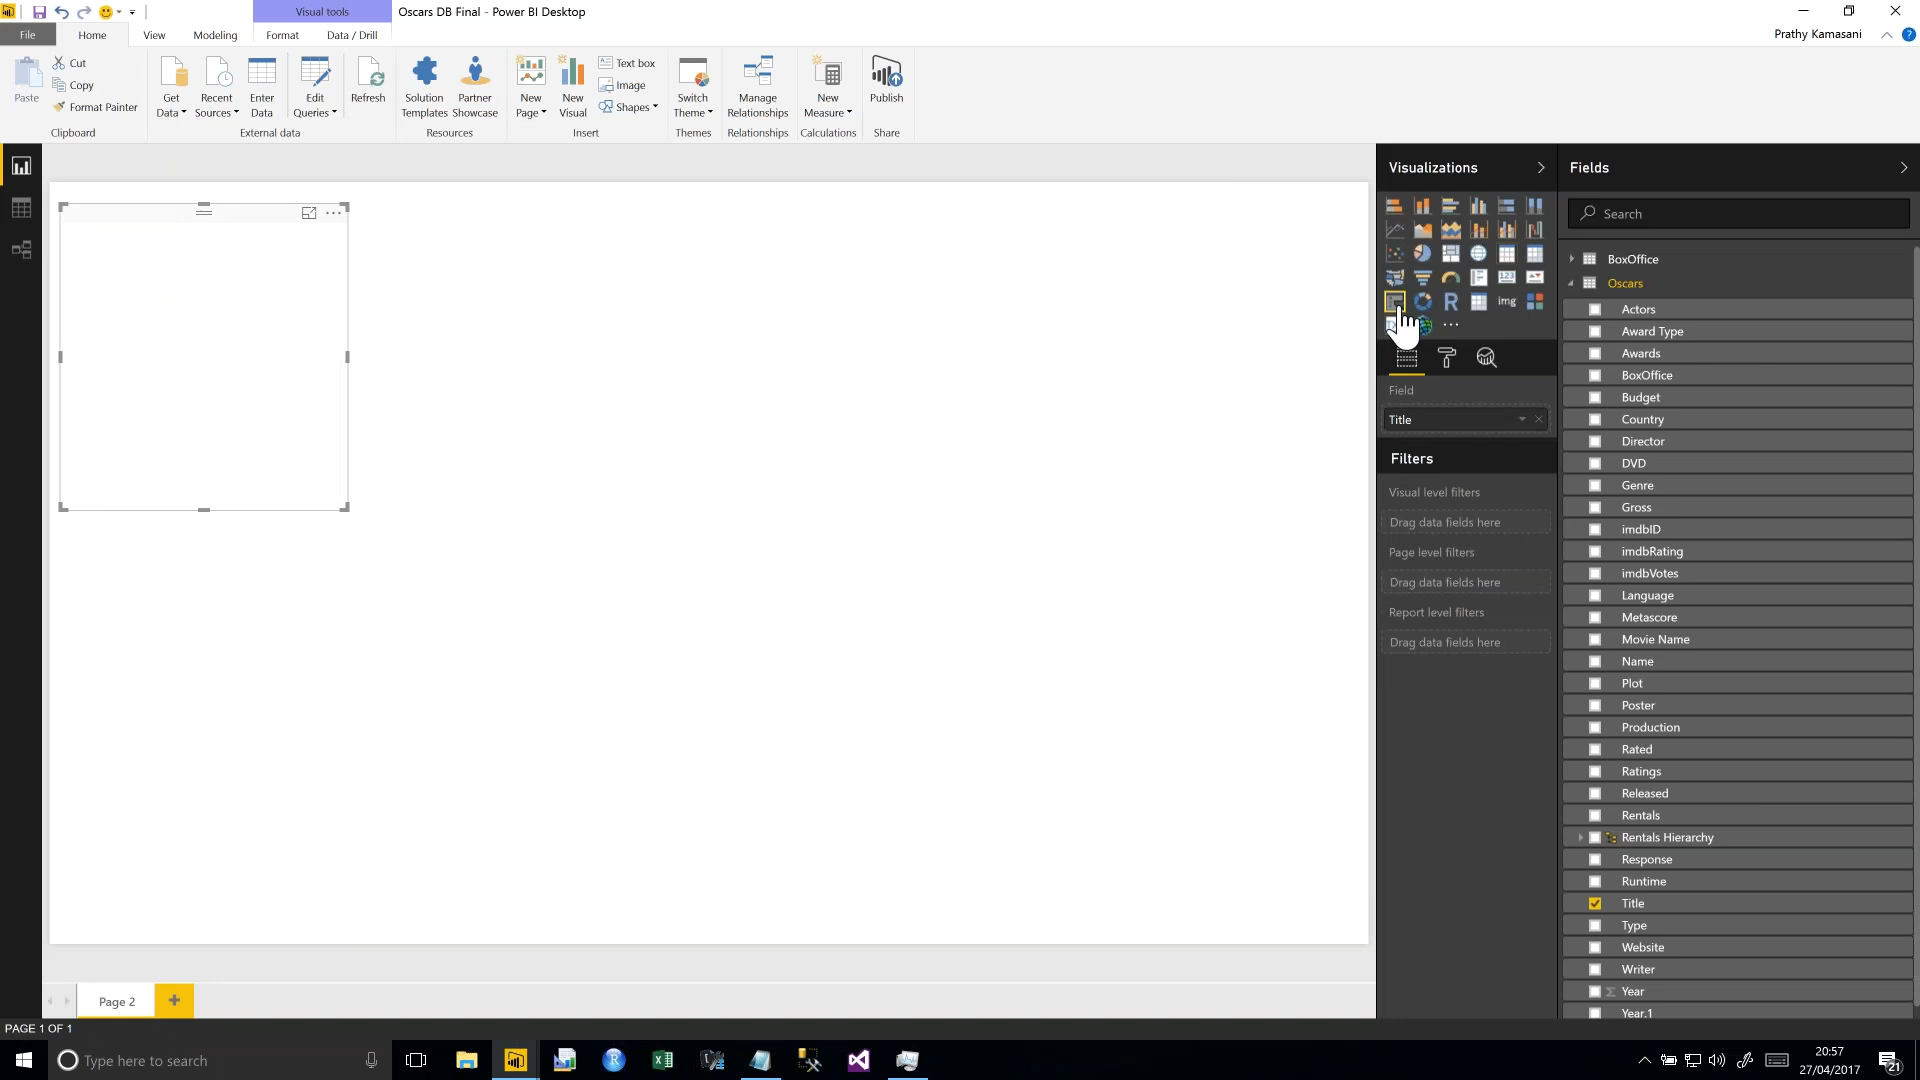 Visual tools
Oscars DB Final - Power BI Desktop
File
Home
View
Modeling
Format
Data / Drill
Prathy Kamasani
?
Paste
Cut
Copy
Format Painter
Clipboard
Get
Data
Recent
Sources
Enter
Data
Edit
Queries
Refresh
External data
Solution
Templates
Partner
Showcase
Resources
New
Page
New
Visual
Text box
Image
Shapes
Insert
Switch
Theme
Themes
Manage
Relationships
Relationships
New
Measure
Calculations
Publish
Share
Visualizations
123
R
img
Field
Title
Filters
Visual level filters
Drag data fields here
Page level filters
Drag data fields here
Report level filters
Drag data fields here
Fields
Search
BoxOffice
Oscars
Actors
Award Type
Awards
BoxOffice
Budget
Country
Director
DVD
Genre
Gross
imdbID
imdbRating
imdbVotes
Language
Metascore
Movie Name
Name
Plot
Poster
Production
Rated
Ratings
Released
Rentals
Rentals Hierarchy
Response
Runtime
Title
Type
Website
Writer
Σ Year
Year.1
Page 2
+
PAGE 1 OF 1
Type here to search
R
20:57
27/04/2017
21